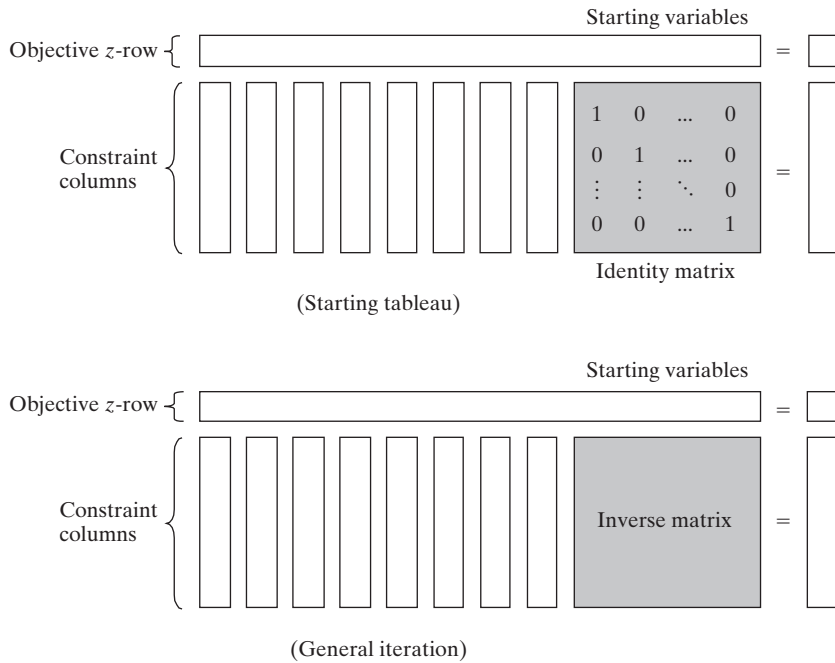 Starting variables
Objective z-row
=
Constraint
columns
1 0 ... 0
0 1 ... 0
⋮ ⋮ ⋱ 0
0 0 ... 1
=
Identity matrix
(Starting tableau)
Starting variables
Objective z-row
=
Constraint
columns
Inverse matrix
=
(General iteration)